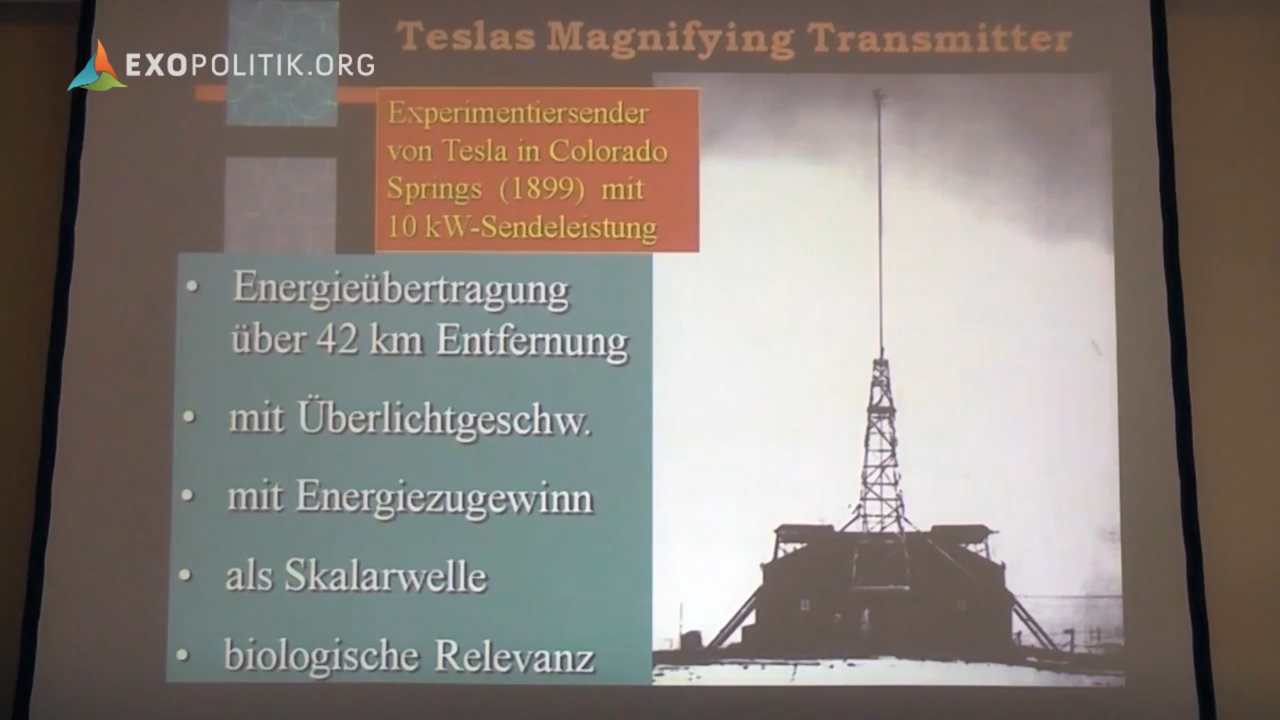 EXOPOLITIK.ORG
Teslas Magnifying Transmitter
Experimentiersender
von Tesla in Colorado
Springs (1899) mit
10 kW-Sendeleistung
• Energieübertragung
über 42 km Entfernung
• mit Überlichtgeschw.
• mit Energiezugewinn
• als Skalarwelle
• biologische Relevanz